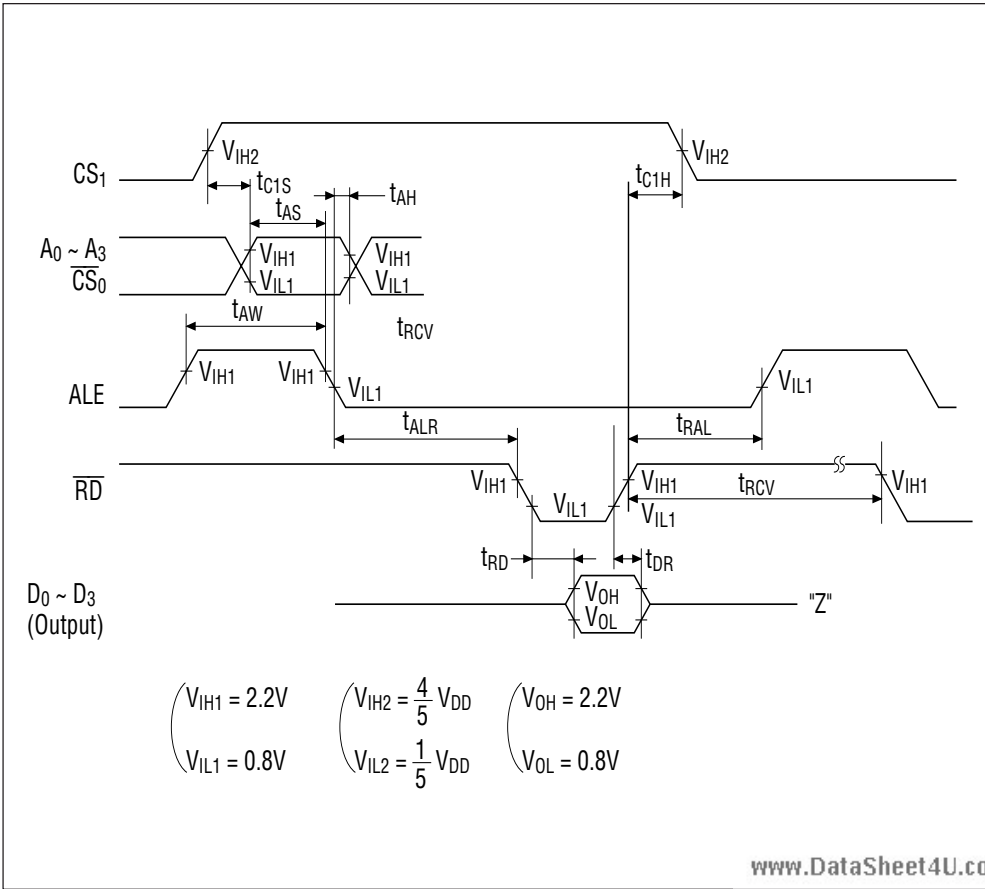 CS1
VIH2
VIH2
tC1S
tAH
tC1H
tAS
A0 ~ A3
CS0
VIH1
VIL1
VIH1
VIL1
tAW
tRCV
ALE
VIH1
VIH1
VIL1
VIL1
tALR
tRAL
RD
VIH1
VIL1
VIH1
VIL1
tRCV
VIH1
tRD
tDR
D0 ~ D3
(Output)
VOH
VOL
"Z"
VIH1 = 2.2V
VIL1 = 0.8V
VIH2 = 4/5 VDD
VIL2 = 1/5 VDD
VOH = 2.2V
VOL = 0.8V
www.DataSheet4U.co